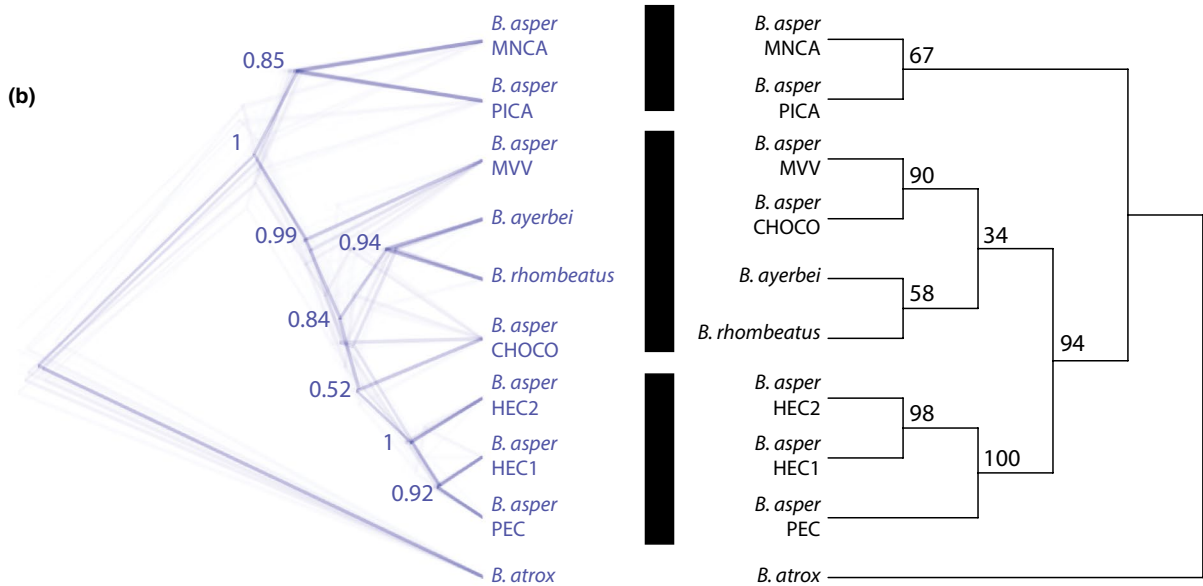 (b)
0.85
1
0.99
0.94
0.84
0.52
1
0.92
B. asper
MNCA
B. asper
PICA
B. asper
MVV
B. ayerbei
B. rhombeatus
B. asper
CHOCO
B. asper
HEC2
B. asper
HEC1
B. asper
PEC
B. atrox
B. asper
MNCA
B. asper
PICA
B. asper
MVV
B. asper
CHOCO
B. ayerbei
B. rhombeatus
B. asper
HEC2
B. asper
HEC1
B. asper
PEC
B. atrox
67
90
34
58
94
98
100